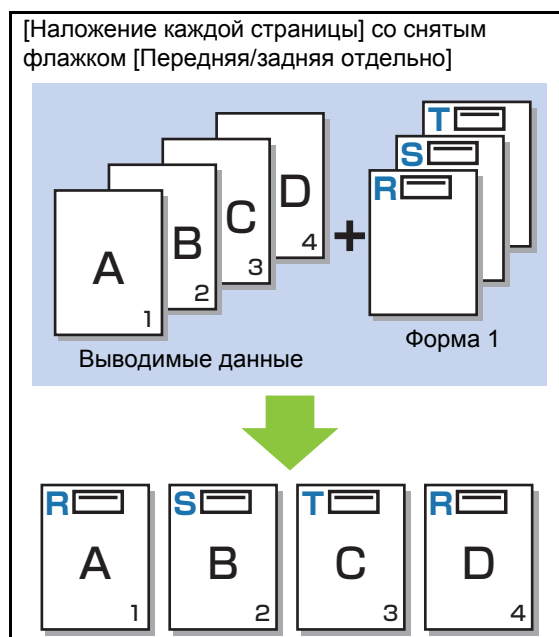 [Наложение каждой страницы] со снятым
флажком [Передняя/задняя отдельно]
A
1
B
2
C
3
D
4
+
R
S
T
Выводимые данные
Форма 1
R
A
1
S
B
2
T
C
3
R
D
4